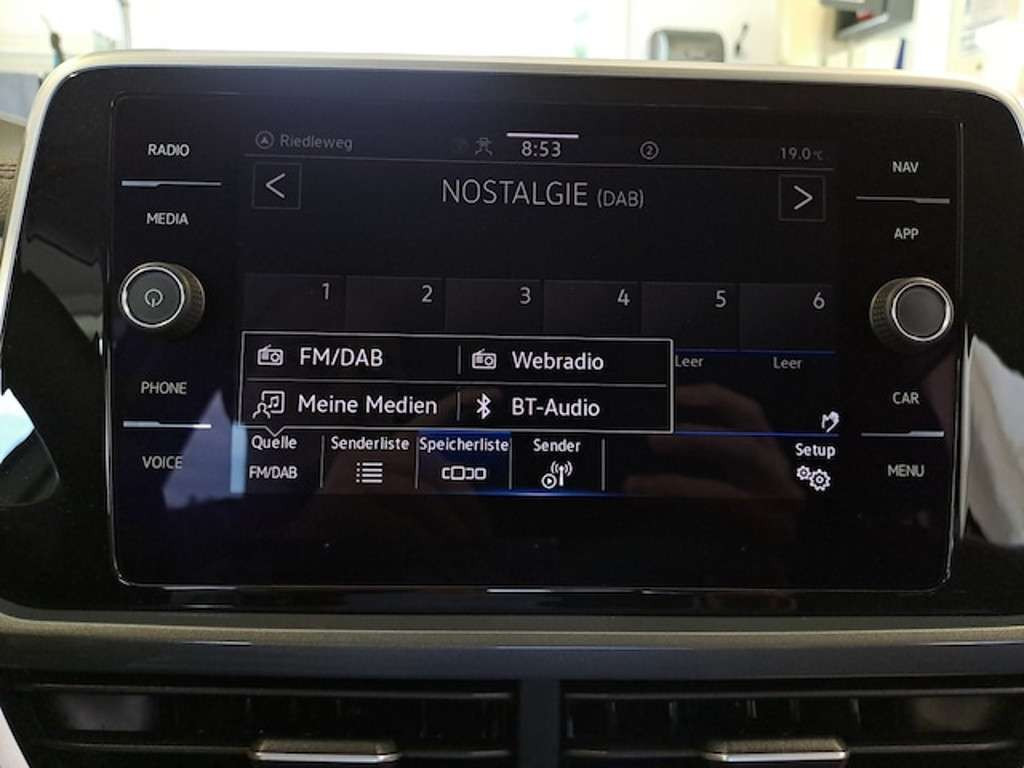 RADIO
MEDIA
PHONE
VOICE
Riedleweg 8:53 2 19.0°C
< NOSTALGIE (DAB) >
1 2 3 4 5 6
Leer Leer
FM/DAB Webradio
Meine Medien BT-Audio
Quelle Senderliste Speicherliste Sender Setup
FM/DAB
NAV
APP
CAR
MENU